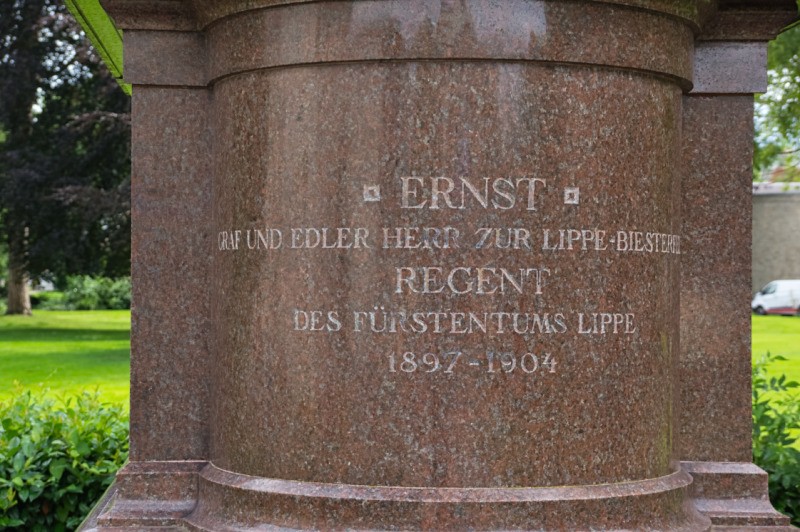 ERNST
GRAF UND EDLER HERR ZUR LIPPE-BIESTERFELD
REGENT
DES FÜRSTENTUMS LIPPE
1897-1904